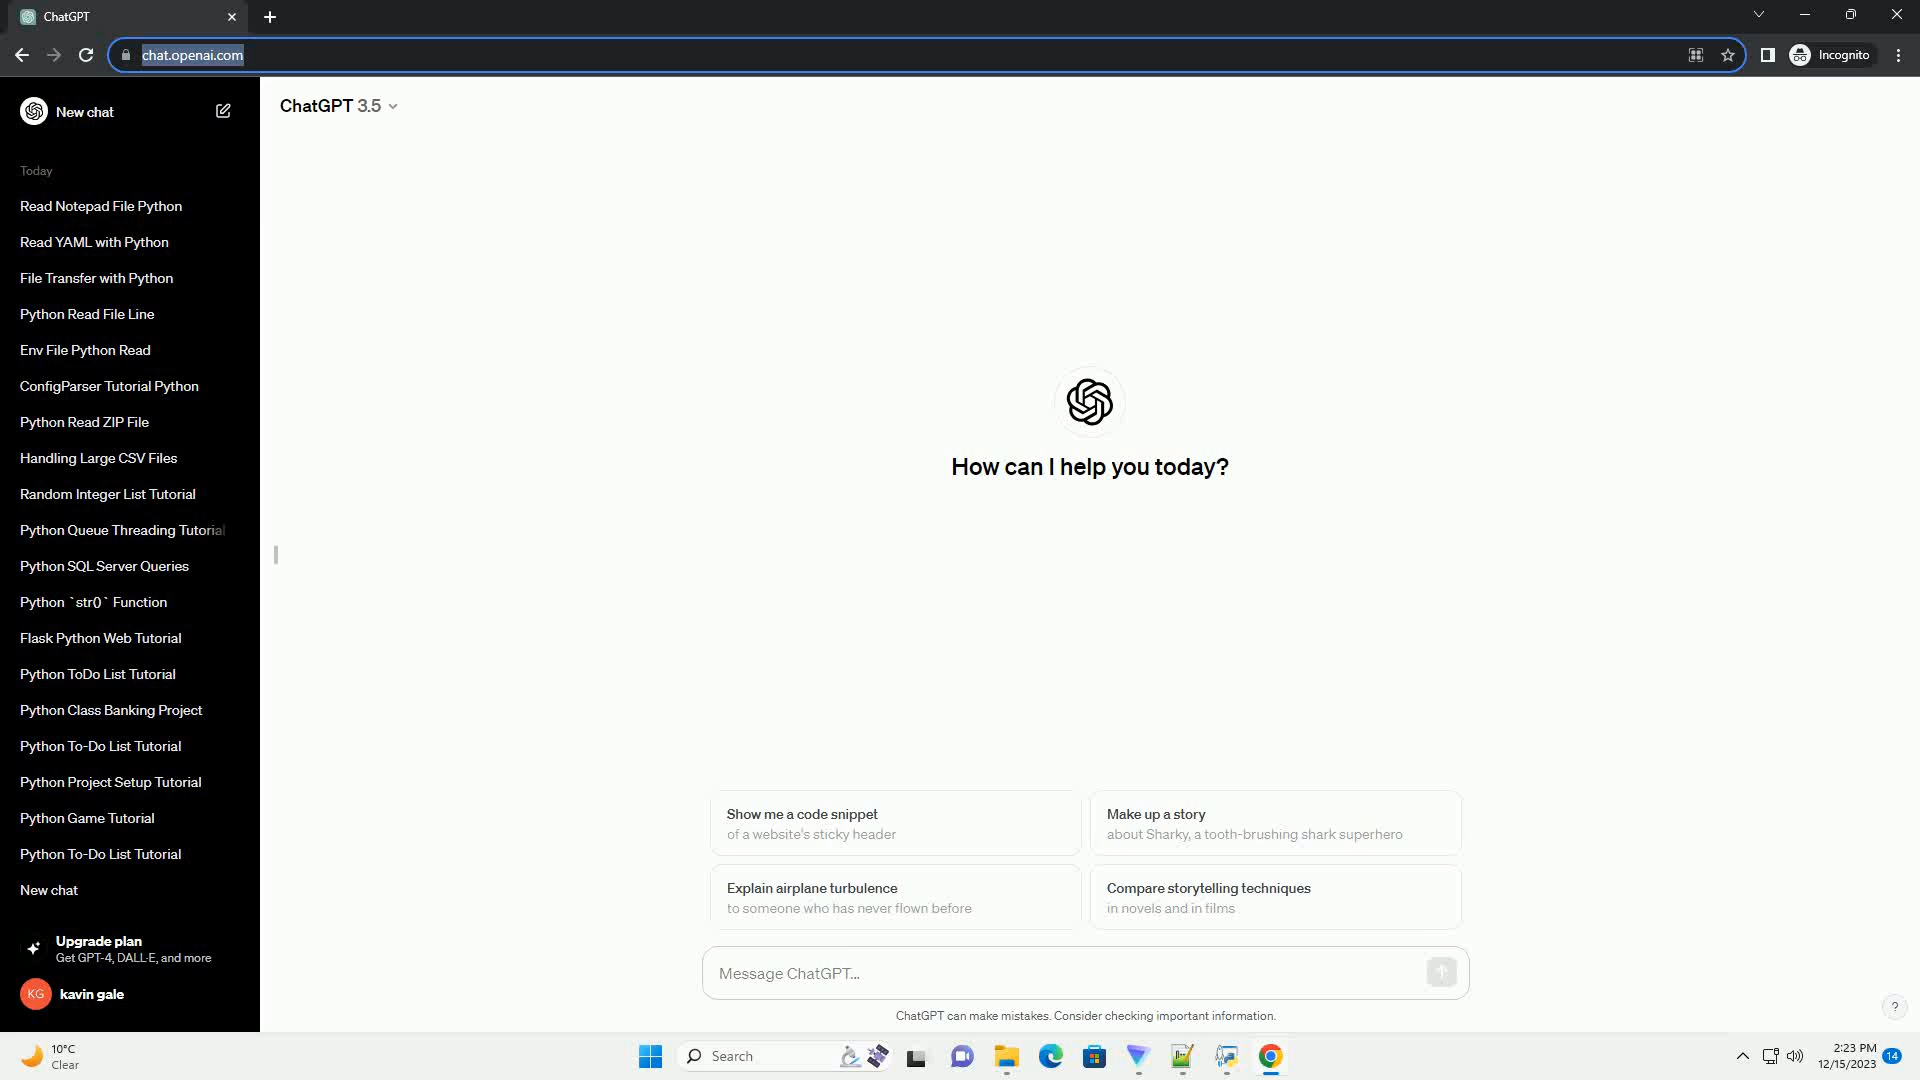 ChatGPT
chat.openai.com
Incognito
New chat
ChatGPT 3.5
Today
Read Notepad File Python
Read YAML with Python
File Transfer with Python
Python Read File Line
Env File Python Read
ConfigParser Tutorial Python
Python Read ZIP File
Handling Large CSV Files
Random Integer List Tutorial
Python Queue Threading Tutorial
Python SQL Server Queries
Python `str()` Function
Flask Python Web Tutorial
Python ToDo List Tutorial
Python Class Banking Project
Python To-Do List Tutorial
Python Project Setup Tutorial
Python Game Tutorial
Python To-Do List Tutorial
New chat
Upgrade plan
Get GPT-4, DALL·E, and more
KG kavin gale
How can I help you today?
Show me a code snippet
of a website's sticky header
Make up a story
about Sharky, a tooth-brushing shark superhero
Explain airplane turbulence
to someone who has never flown before
Compare storytelling techniques
in novels and in films
Message ChatGPT...
ChatGPT can make mistakes. Consider checking important information.
?
10°C
Clear
Search
2:23 PM
12/15/2023
14